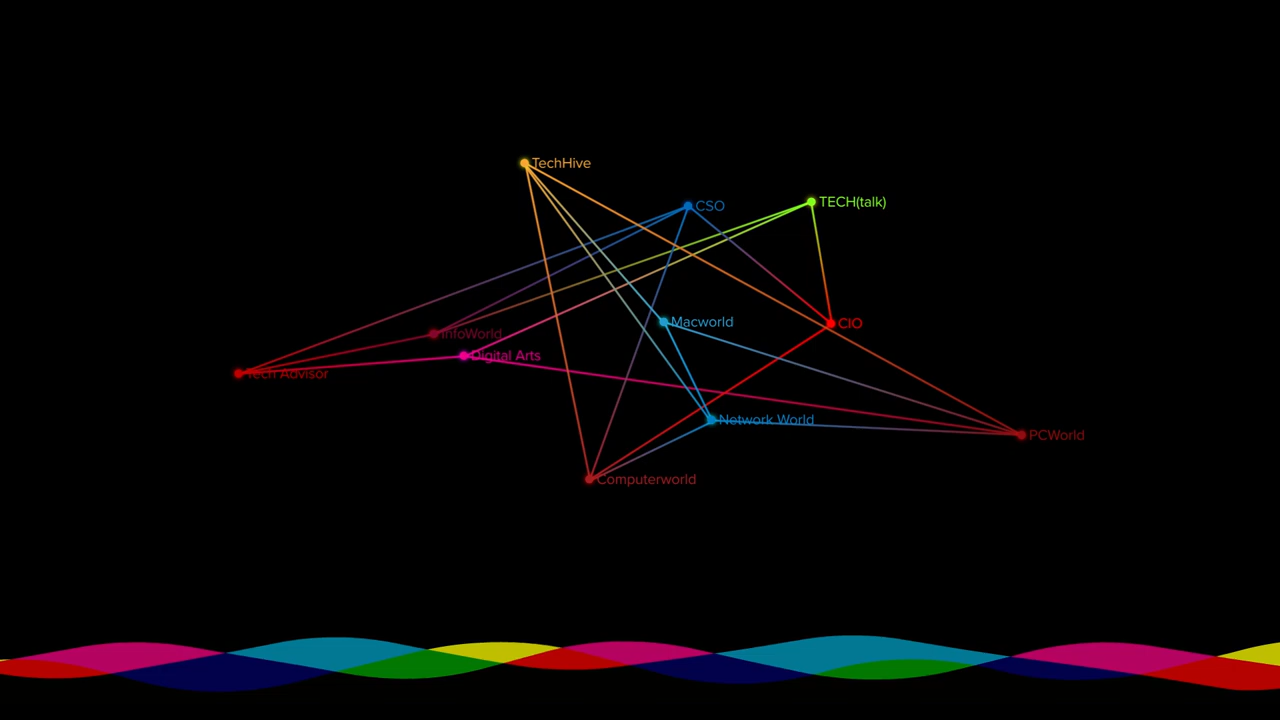 TechHive
CSO
TECH(talk)
Macworld
CIO
InfoWorld
Digital Arts
Tech Advisor
Network World
PCWorld
Computerworld